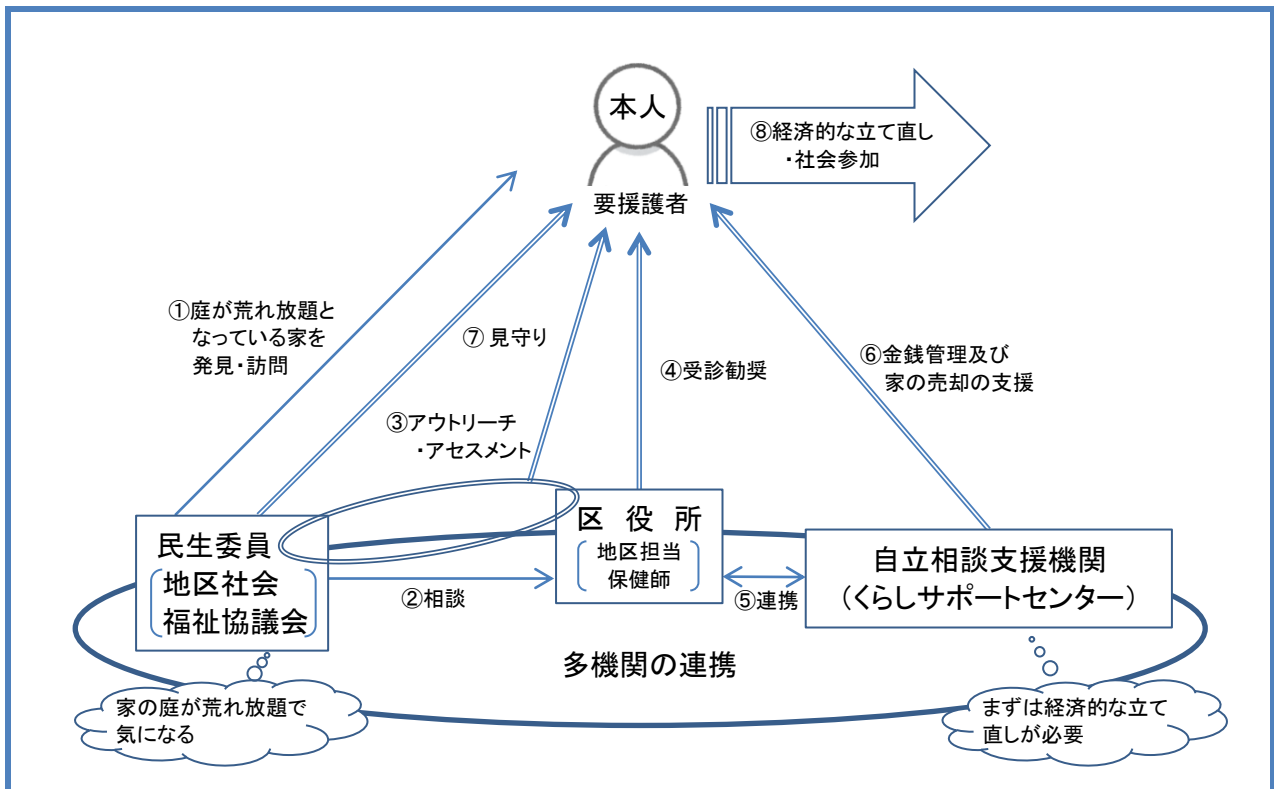 本人
要援護者
⑧経済的な立て直し
・社会参加
①庭が荒れ放題と
なっている家を
発見・訪問
⑦ 見守り
③アウトリーチ
・アセスメント
④受診勧奨
⑥金銭管理及び
家の売却の支援
民生委員
地区社会
福祉協議会
②相談
区 役 所
地区担当
保健師
⑤連携
自立相談支援機関
（くらしサポートセンター）
多機関の連携
家の庭が荒れ放題で
気になる
まずは経済的な立て
直しが必要